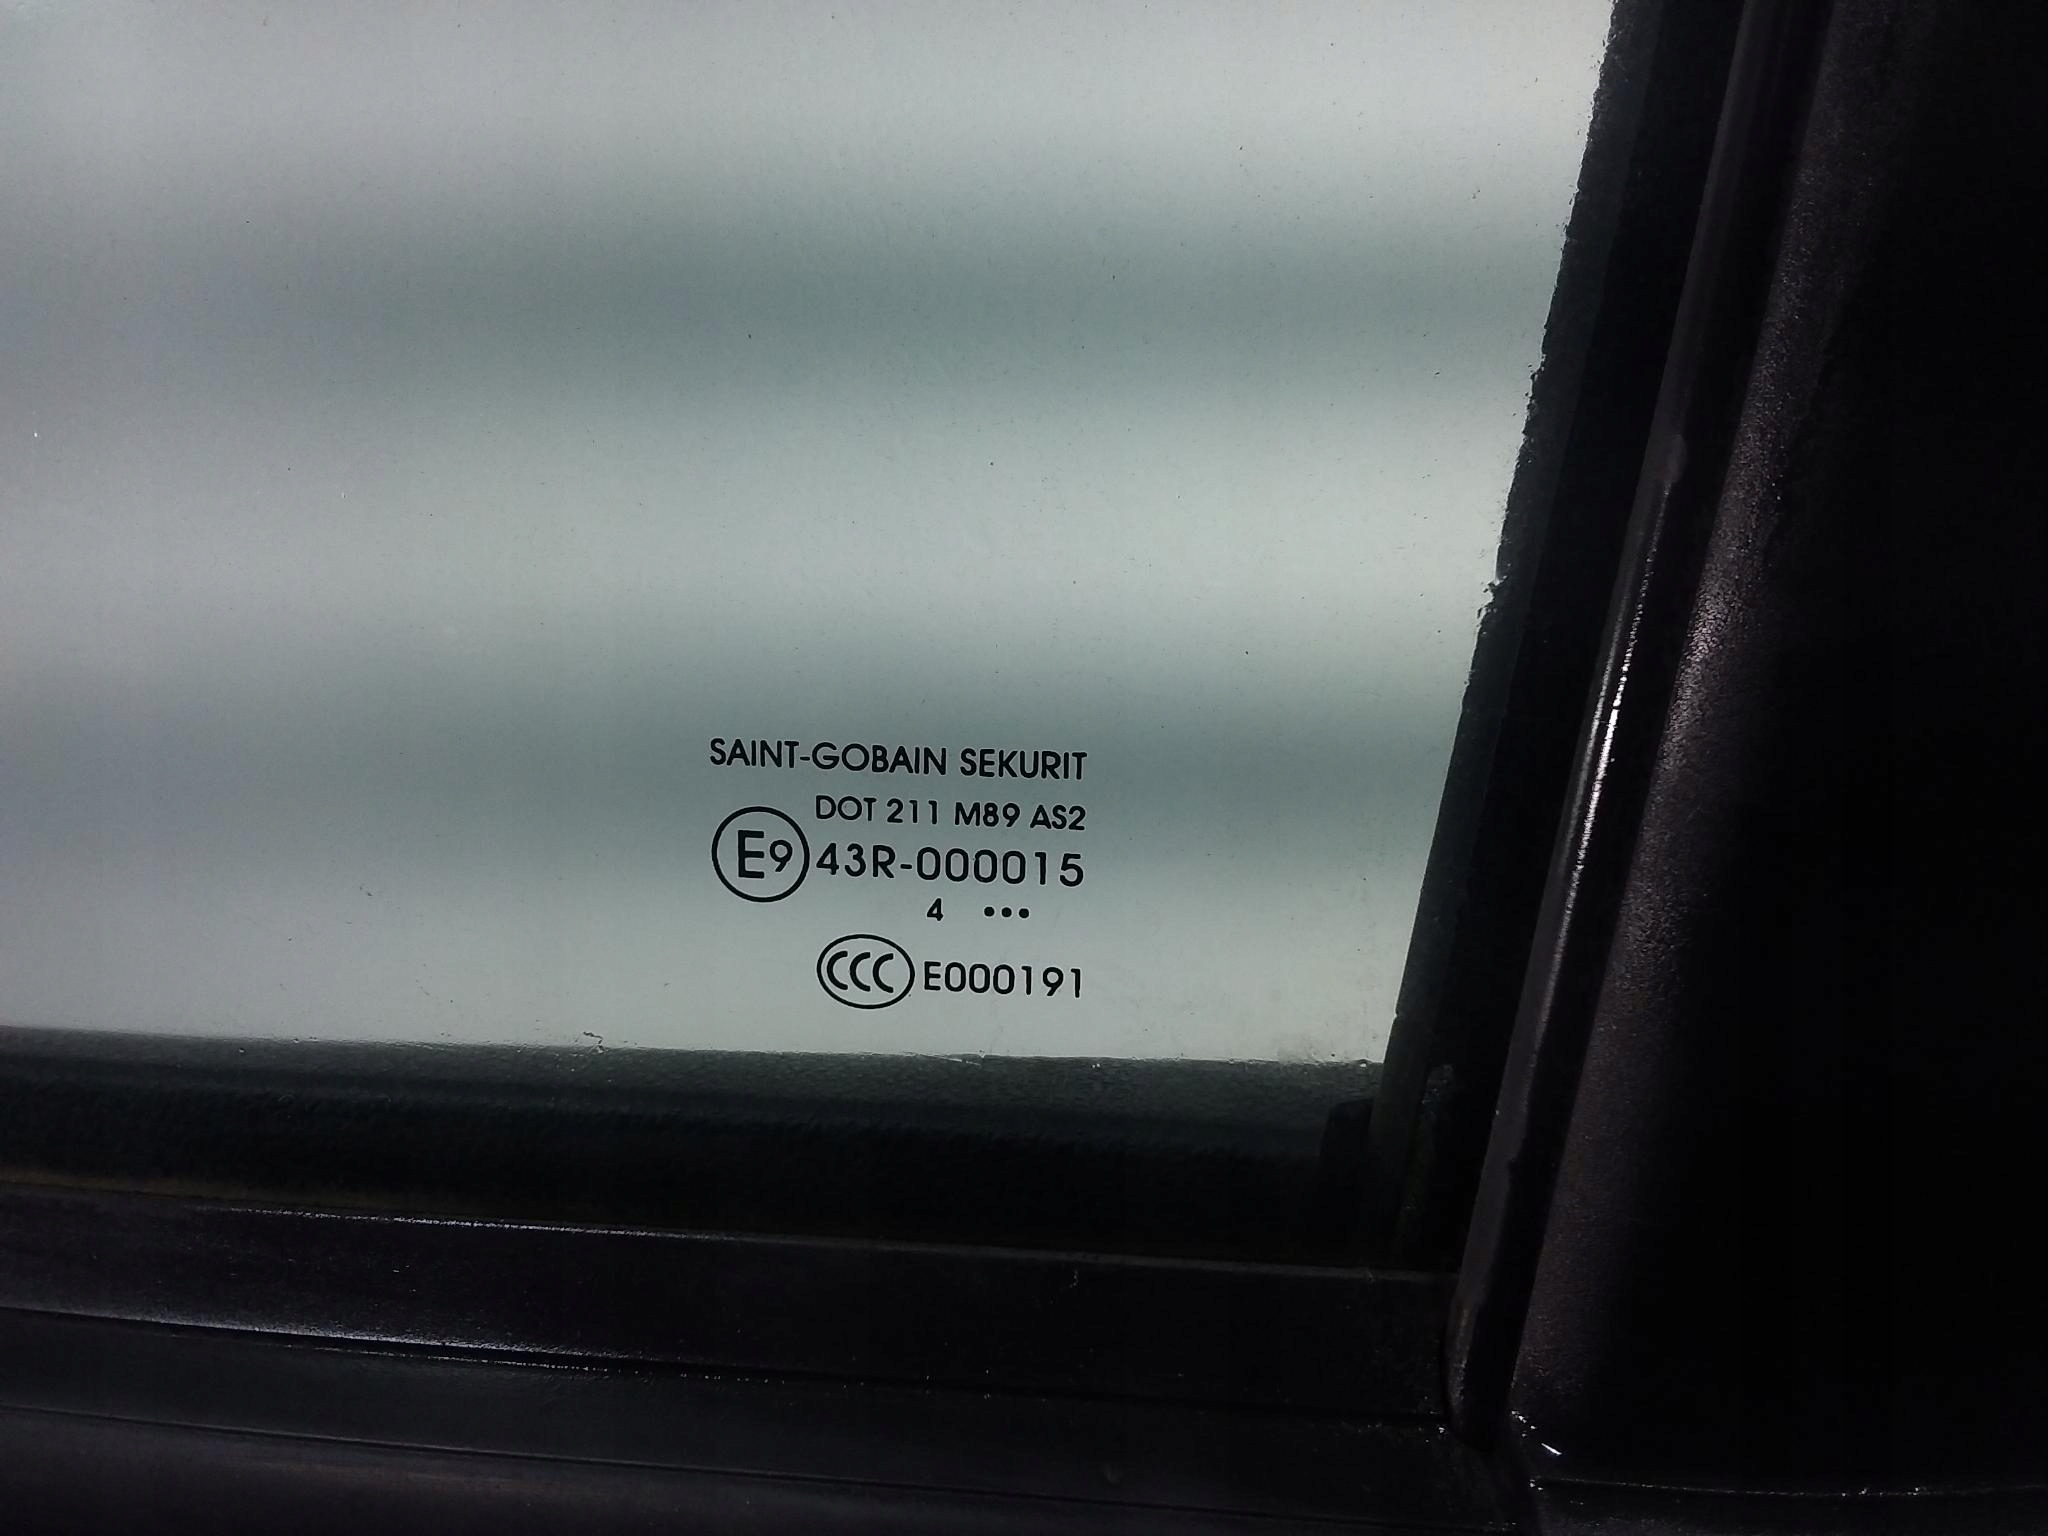 SAINT-GOBAIN SEKURIT
DOT 211 M89 AS2
E9 43R-000015
4 •••
CCC E000191